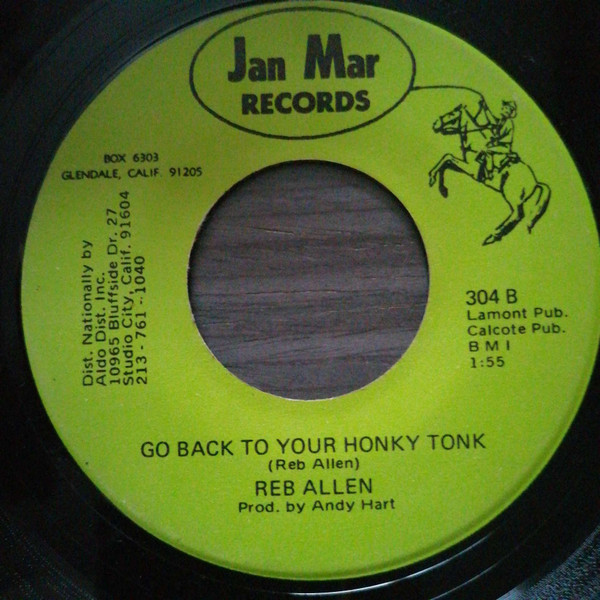 Jan Mar
RECORDS
BOX 6303
GLENDALE, CALIF. 91205
Dist. Nationally by
Aldo Dist. Inc.
10965 Bluffside Dr. 27
Studio City, Calif. 91604
213-761-1040
304 B
Lamont Pub.
Calcote Pub.
B M I
1:55
GO BACK TO YOUR HONKY TONK
(Reb Allen)
REB ALLEN
Prod. by Andy Hart